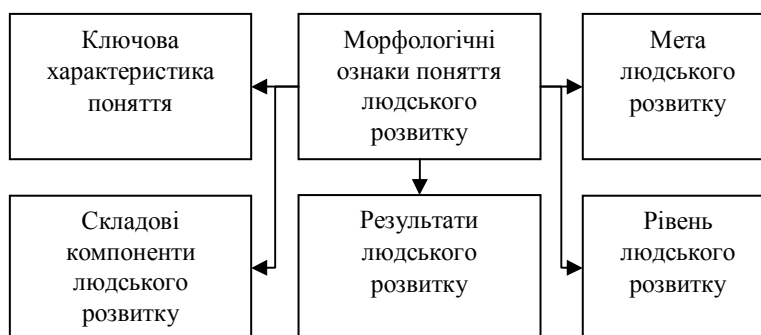 Ключова
характеристика
поняття
Морфологічні
ознаки поняття
людського
розвитку
Мета
людського
розвитку
Складові
компоненти
людського
розвитку
Результати
людського
розвитку
Рівень
людського
розвитку